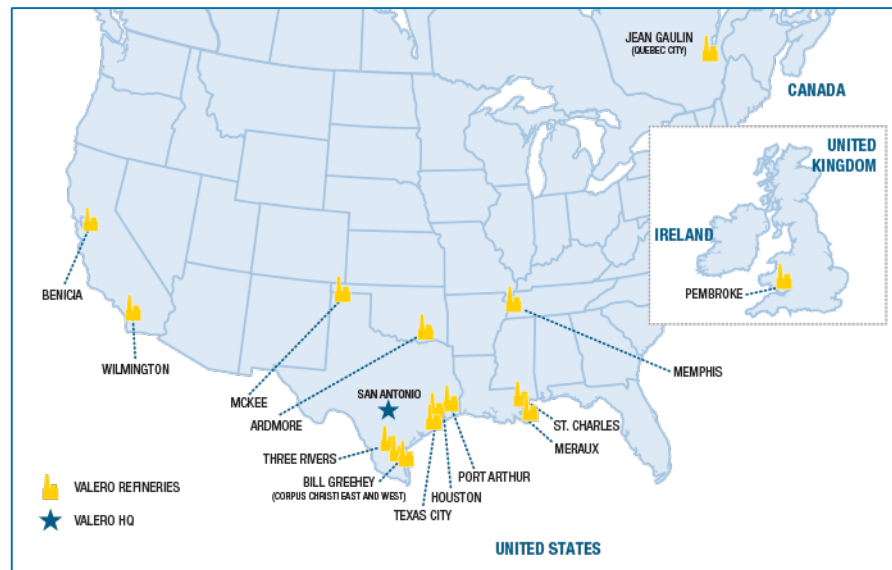 JEAN GAULIN
(QUEBEC CITY)
CANADA
UNITED
KINGDOM
IRELAND
PEMBROKE
BENICIA
WILMINGTON
MCKEE
ARDMORE
MEMPHIS
SAN ANTONIO
ST. CHARLES
MERAUX
THREE RIVERS
PORT ARTHUR
BILL GREEHEY
(CORPUS CHRISTI EAST AND WEST)
HOUSTON
TEXAS CITY
VALERO REFINERIES
VALERO HQ
UNITED STATES